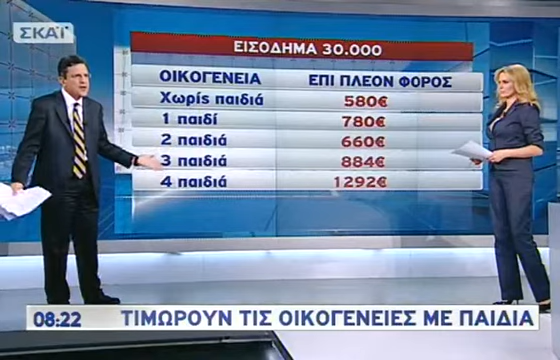 ΣΚΑΪ
ΕΙΣΟΔΗΜΑ 30.000
ΟΙΚΟΓΕΝΕΙΑ ΕΠΙ ΠΛΕΟΝ ΦΟΡΟΣ
Χωρίς παιδιά 580€
1 παιδί 780€
2 παιδιά 660€
3 παιδιά 884€
4 παιδιά 1292€
08:22 ΤΙΜΩΡΟΥΝ ΤΙΣ ΟΙΚΟΓΕΝΕΙΕΣ ΜΕ ΠΑΙΔΙΑ